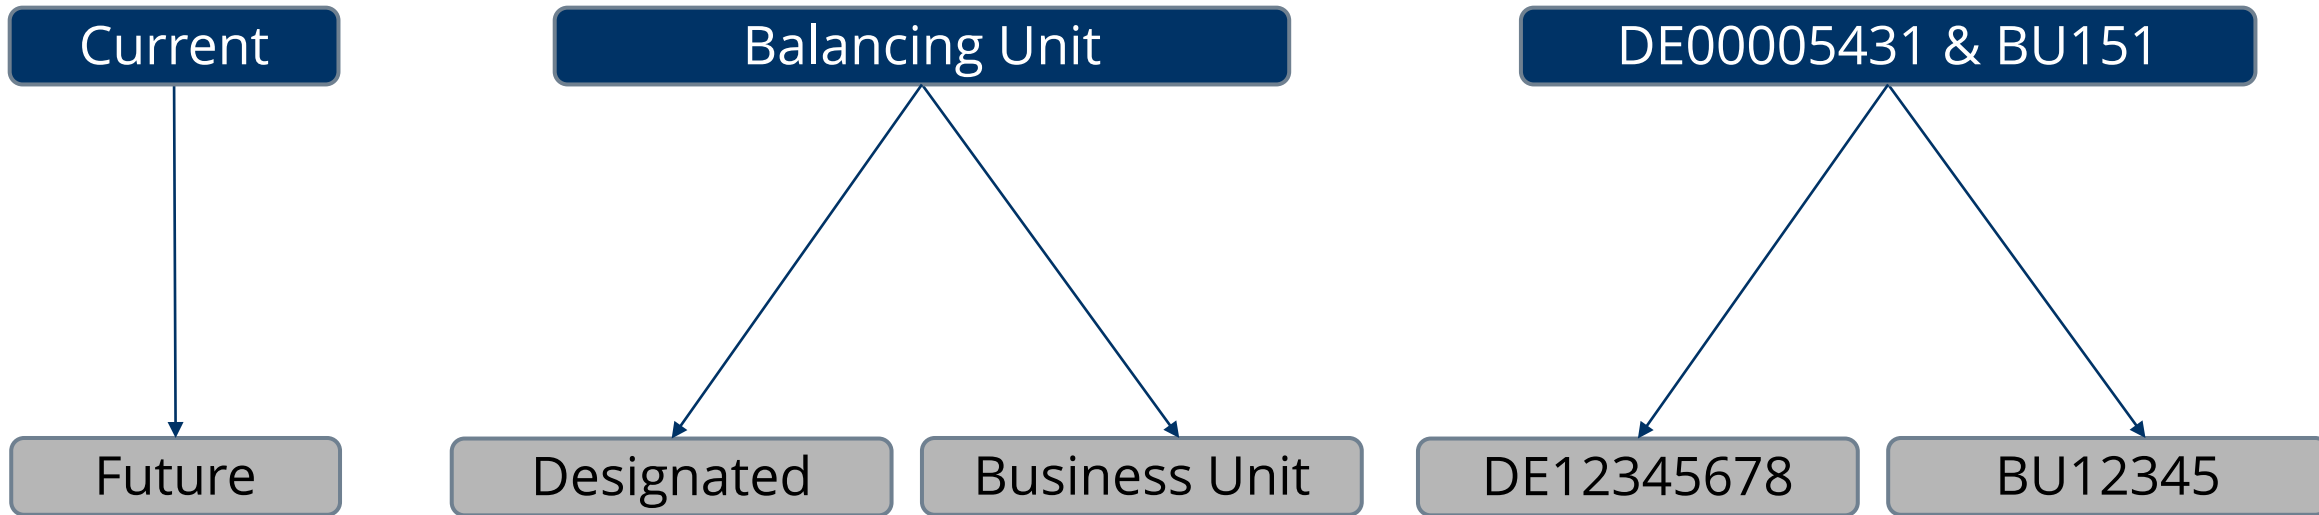 Current
Balancing Unit
DE00005431 & BU151
Future
Designated
Business Unit
DE12345678
BU12345